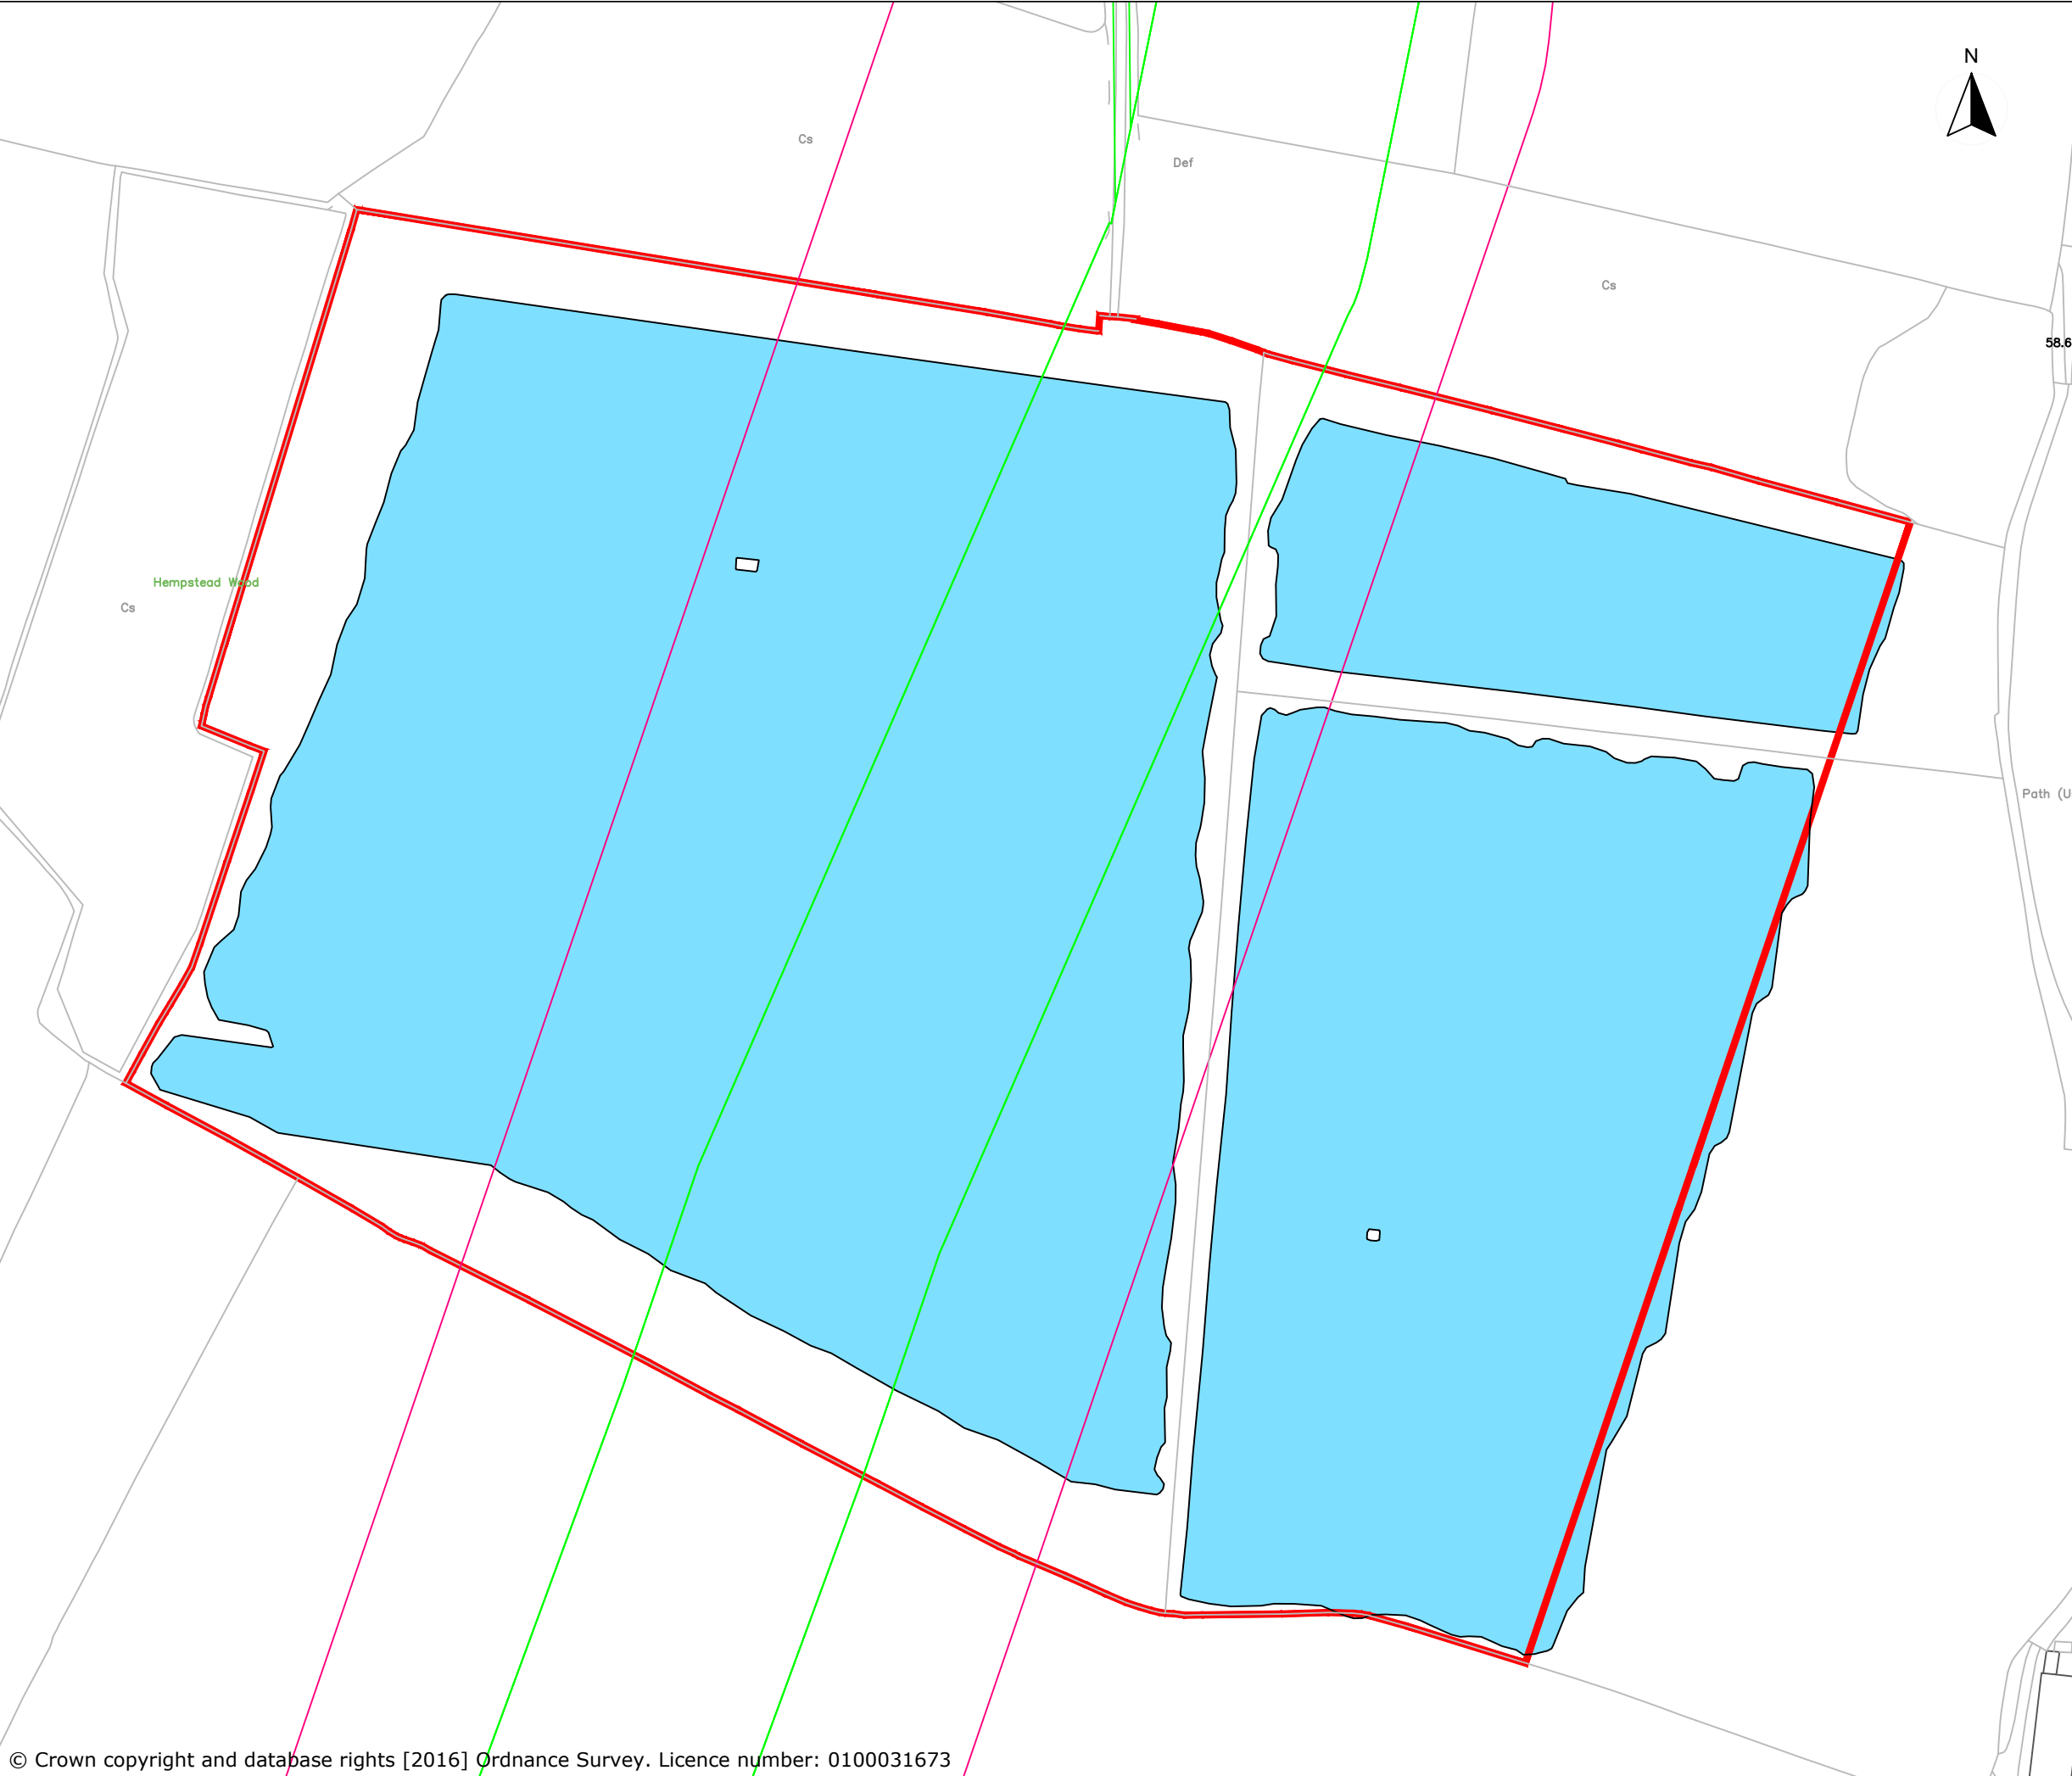 N
Cs
Def
Cs
58.6
Hempstead Wood
Cs
Path (U
© Crown copyright and database rights [2016] Ordnance Survey. Licence number: 0100031673